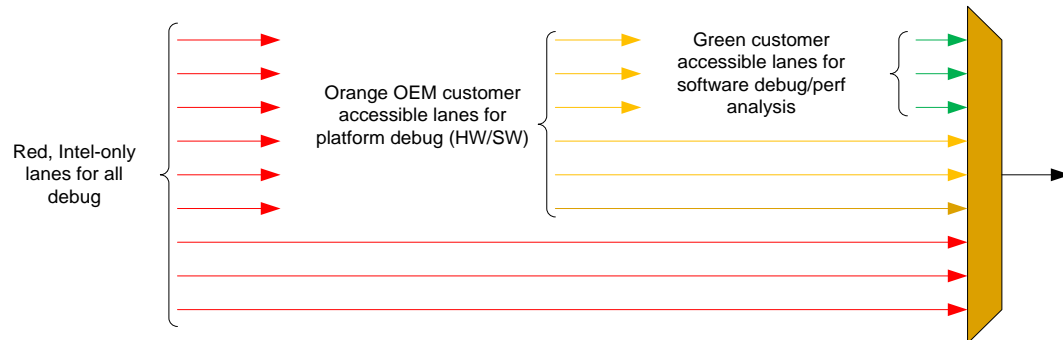 Red, Intel-only
lanes for all
debug
Orange OEM customer
accessible lanes for
platform debug (HW/SW)
Green customer
accessible lanes for
software debug/perf
analysis